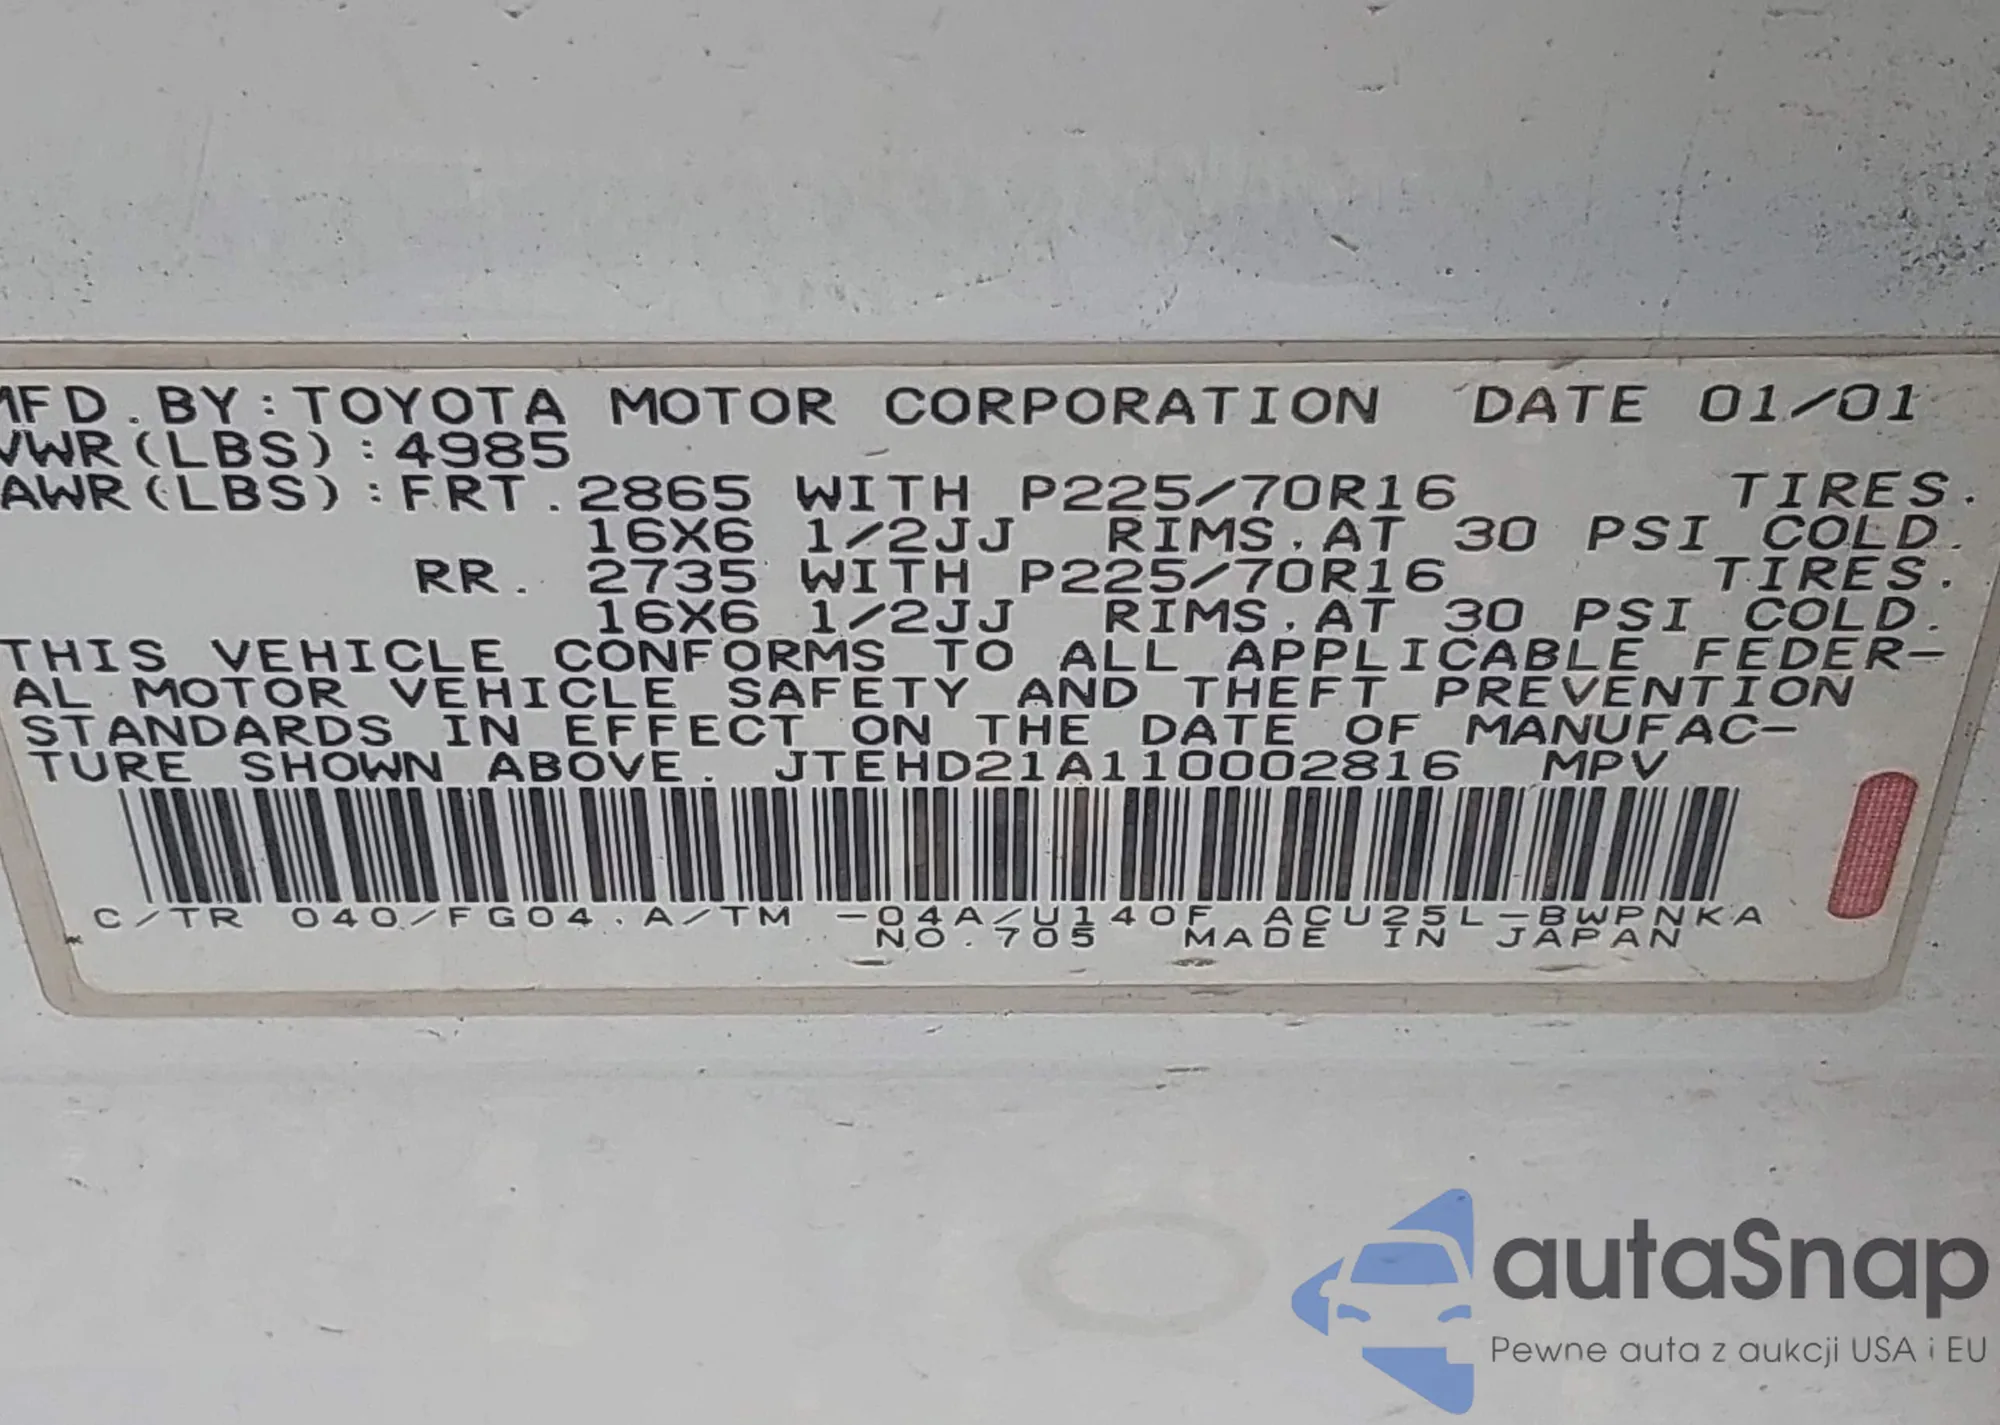 MFD.BY:TOYOTA MOTOR CORPORATION DATE 01/01
VWR(LBS):4985
AWR(LBS):FRT.2865 WITH P225/70R16 TIRES.
16X6 1/2JJ RIMS.AT 30 PSI COLD.
RR. 2735 WITH P225/70R16 TIRES.
16X6 1/2JJ RIMS.AT 30 PSI COLD.
THIS VEHICLE CONFORMS TO ALL APPLICABLE FEDER-
AL MOTOR VEHICLE SAFETY AND THEFT PREVENTION
STANDARDS IN EFFECT ON THE DATE OF MANUFAC-
TURE SHOWN ABOVE. JTEHD21A110002816 MPV
C/TR 040/FG04.A/TM -04A/U140F ACU25L-BWPNKA
NO.705 MADE IN JAPAN
autaSnap
Pewne auta z aukcji USA i EU